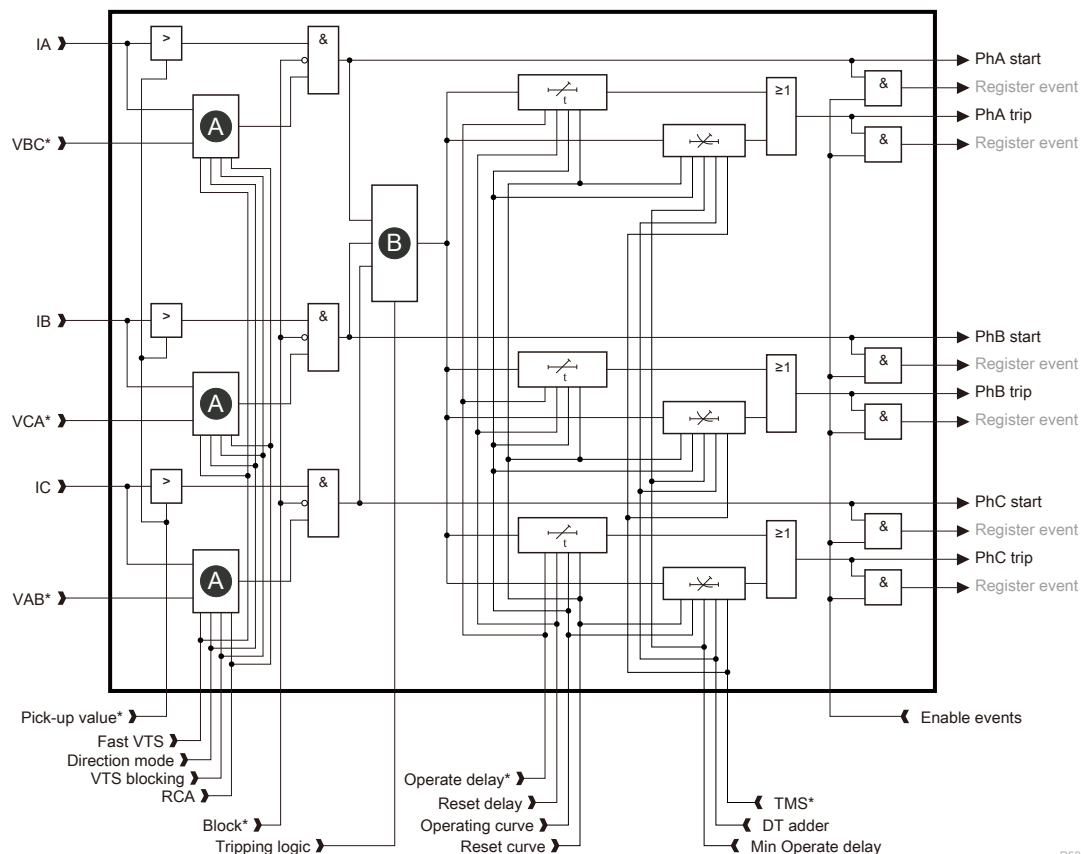 IA
>
&
PhA start
&
Register event
t
≥1
PhA trip
A
&
Register event
VBC*
B
IB
>
&
PhB start
&
Register event
t
≥1
PhB trip
A
&
Register event
VCA*
IC
>
&
PhC start
&
Register event
t
≥1
PhC trip
A
&
Register event
VAB*
Pick-up value*
Enable events
Fast VTS
Direction mode
VTS blocking
RCA
Operate delay*
Reset delay
TMS*
Block*
Operating curve
DT adder
Tripping logic
Reset curve
Min Operate delay